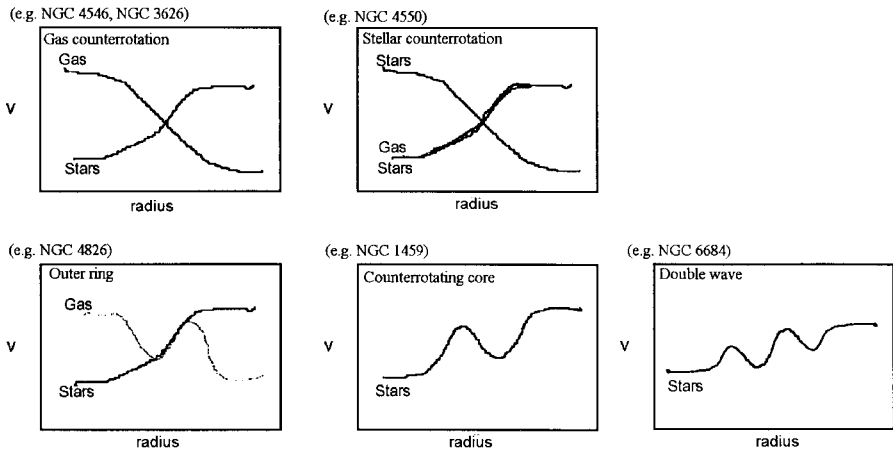 (e.g. NGC 4546, NGC 3626)
Gas counterrotation
Gas
V
Stars
radius
(e.g. NGC 4550)
Stellar counterrotation
Stars
V
Gas
Stars
radius
(e.g. NGC 4826)
Outer ring
Gas
V
Stars
radius
(e.g. NGC 1459)
Counterrotating core
V
Stars
radius
(e.g. NGC 6684)
Double wave
V
Stars
radius